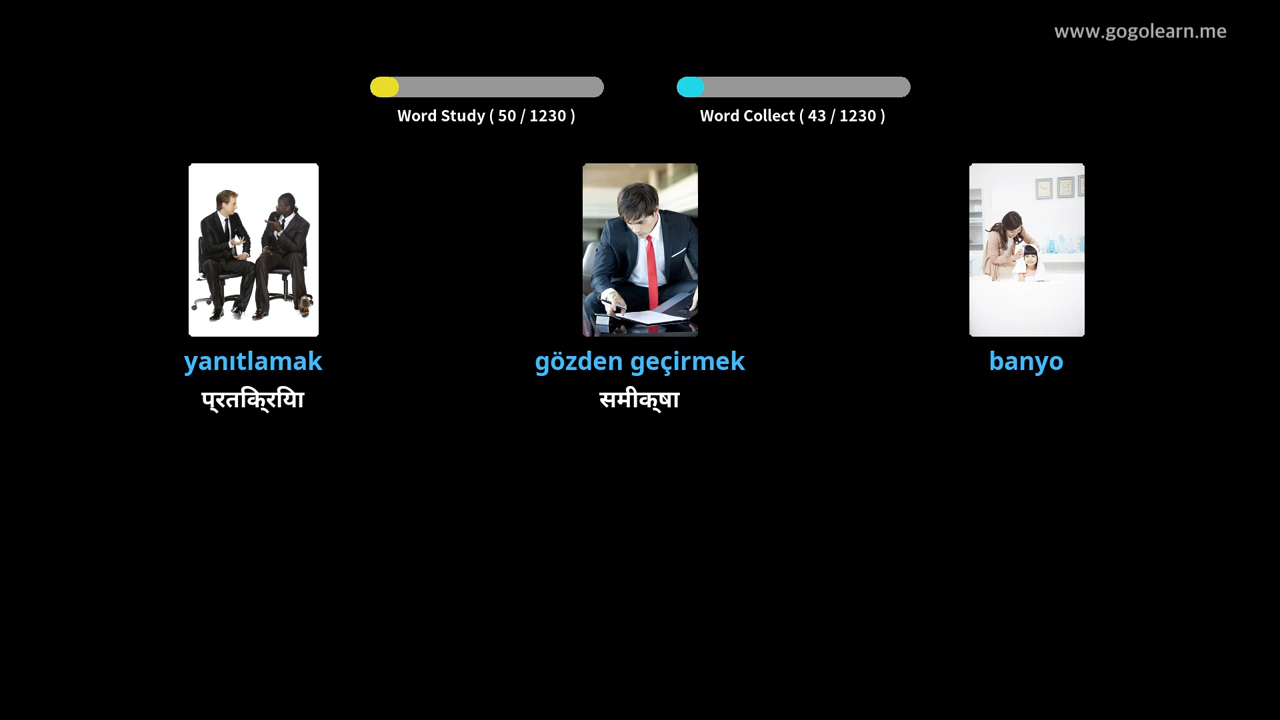 www.gogolearn.me
Word Study ( 50 / 1230 )
Word Collect ( 43 / 1230 )
yanıtlamak
gözden geçirmek
banyo
प्रतिक्रिया
समीक्षा